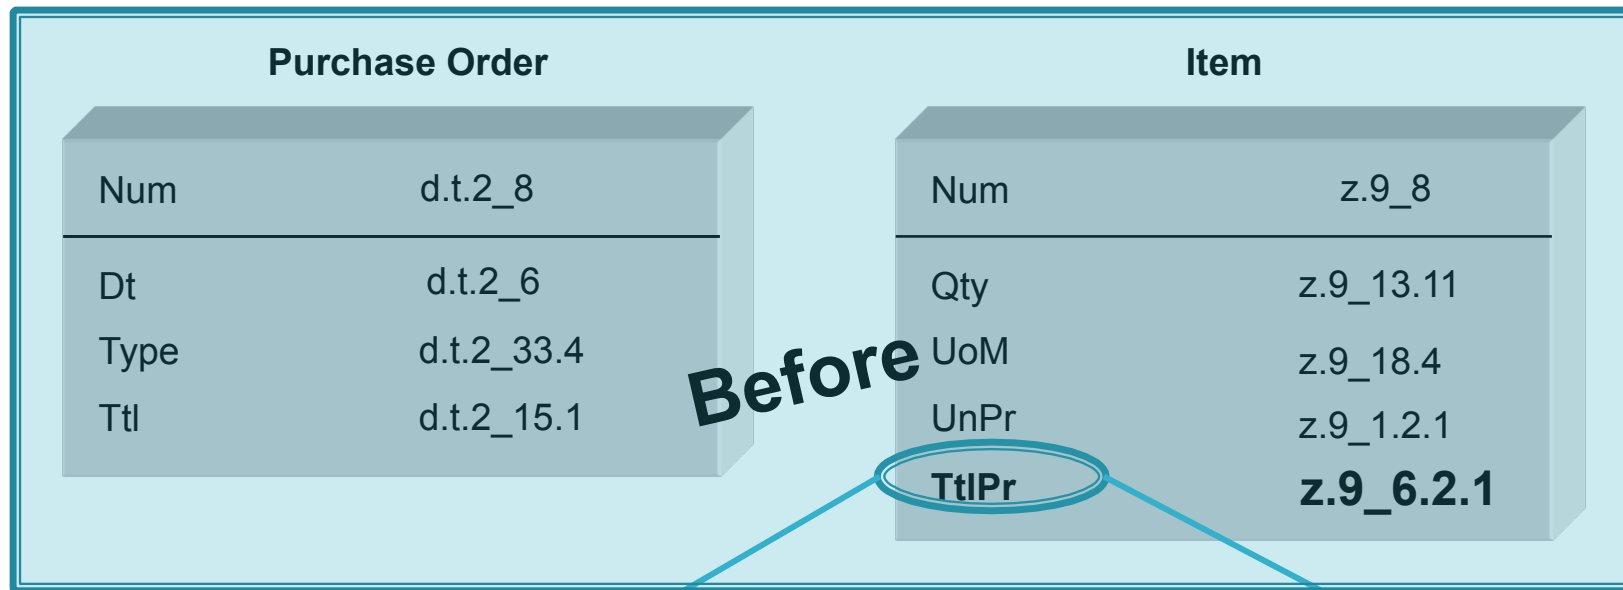 Purchase Order
Num d.t.2_8
Dt d.t.2_6
Type d.t.2_33.4
Ttl d.t.2_15.1
Before
Item
Num z.9_8
Qty z.9_13.11
UoM z.9_18.4
UnPr z.9_1.2.1
TtlPr z.9_6.2.1